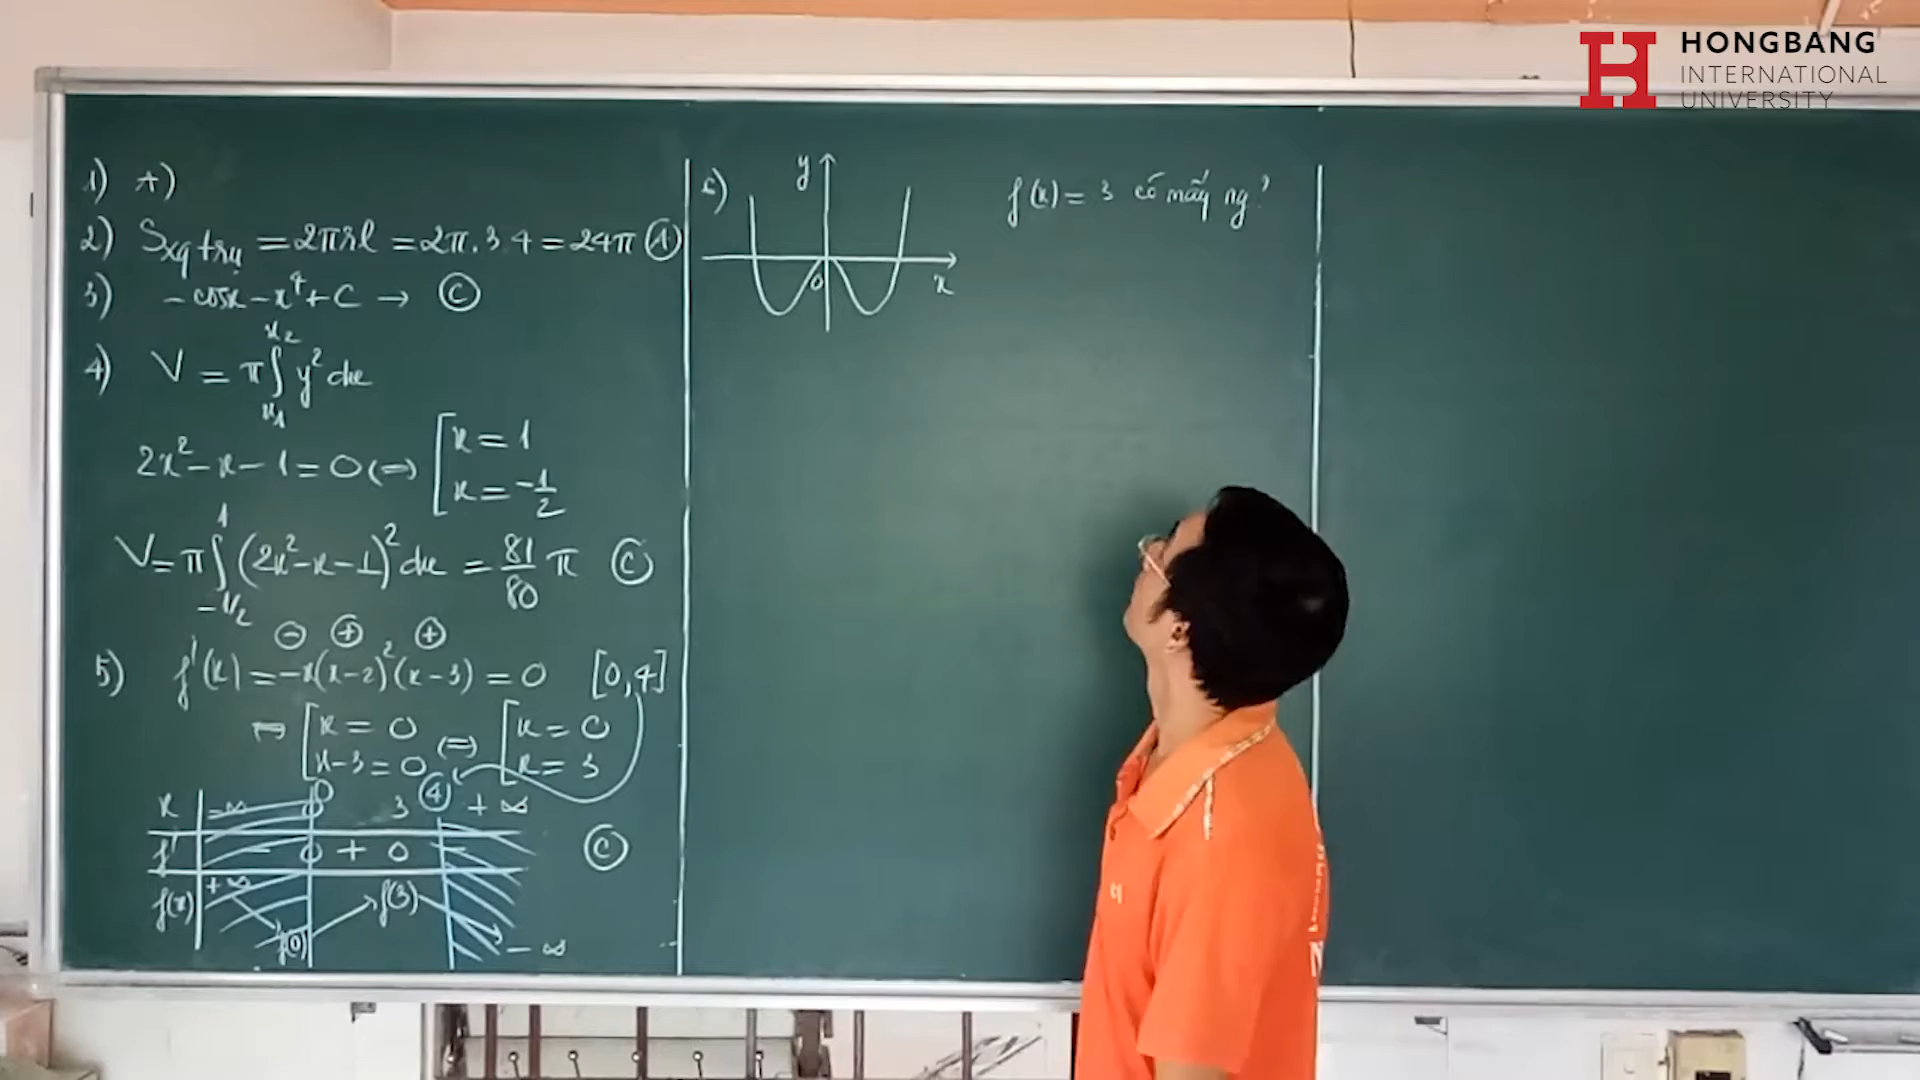 1) A)
2) Sxq trụ = 2πrl = 2π.3.4 = 24π Ⓐ
3) -cosx - x⁴ + C → Ⓒ
4) V = π∫ y² dx
x₂
x₁
2x² - x - 1 = 0 ⇔ [ x = 1
x = -1/2
V = π∫ (2x² - x - 1)² dx = 81/80 π Ⓒ
1
-1/2
⊖ ⊕ ⊕
5) f'(x) = -x(x-2)²(x-3) = 0 [0,4]
⇔ [ x = 0 ⇔ [ x = 0
x-3 = 0 x = 3
x -∞ 0 3 ④ +∞
f' - 0 + 0 -
Ⓒ
f(x) +∞ f(0) f(3) -∞
6) y
0 x
f(x) = 3 có mấy ng?
HONGBANG
INTERNATIONAL
UNIVERSITY